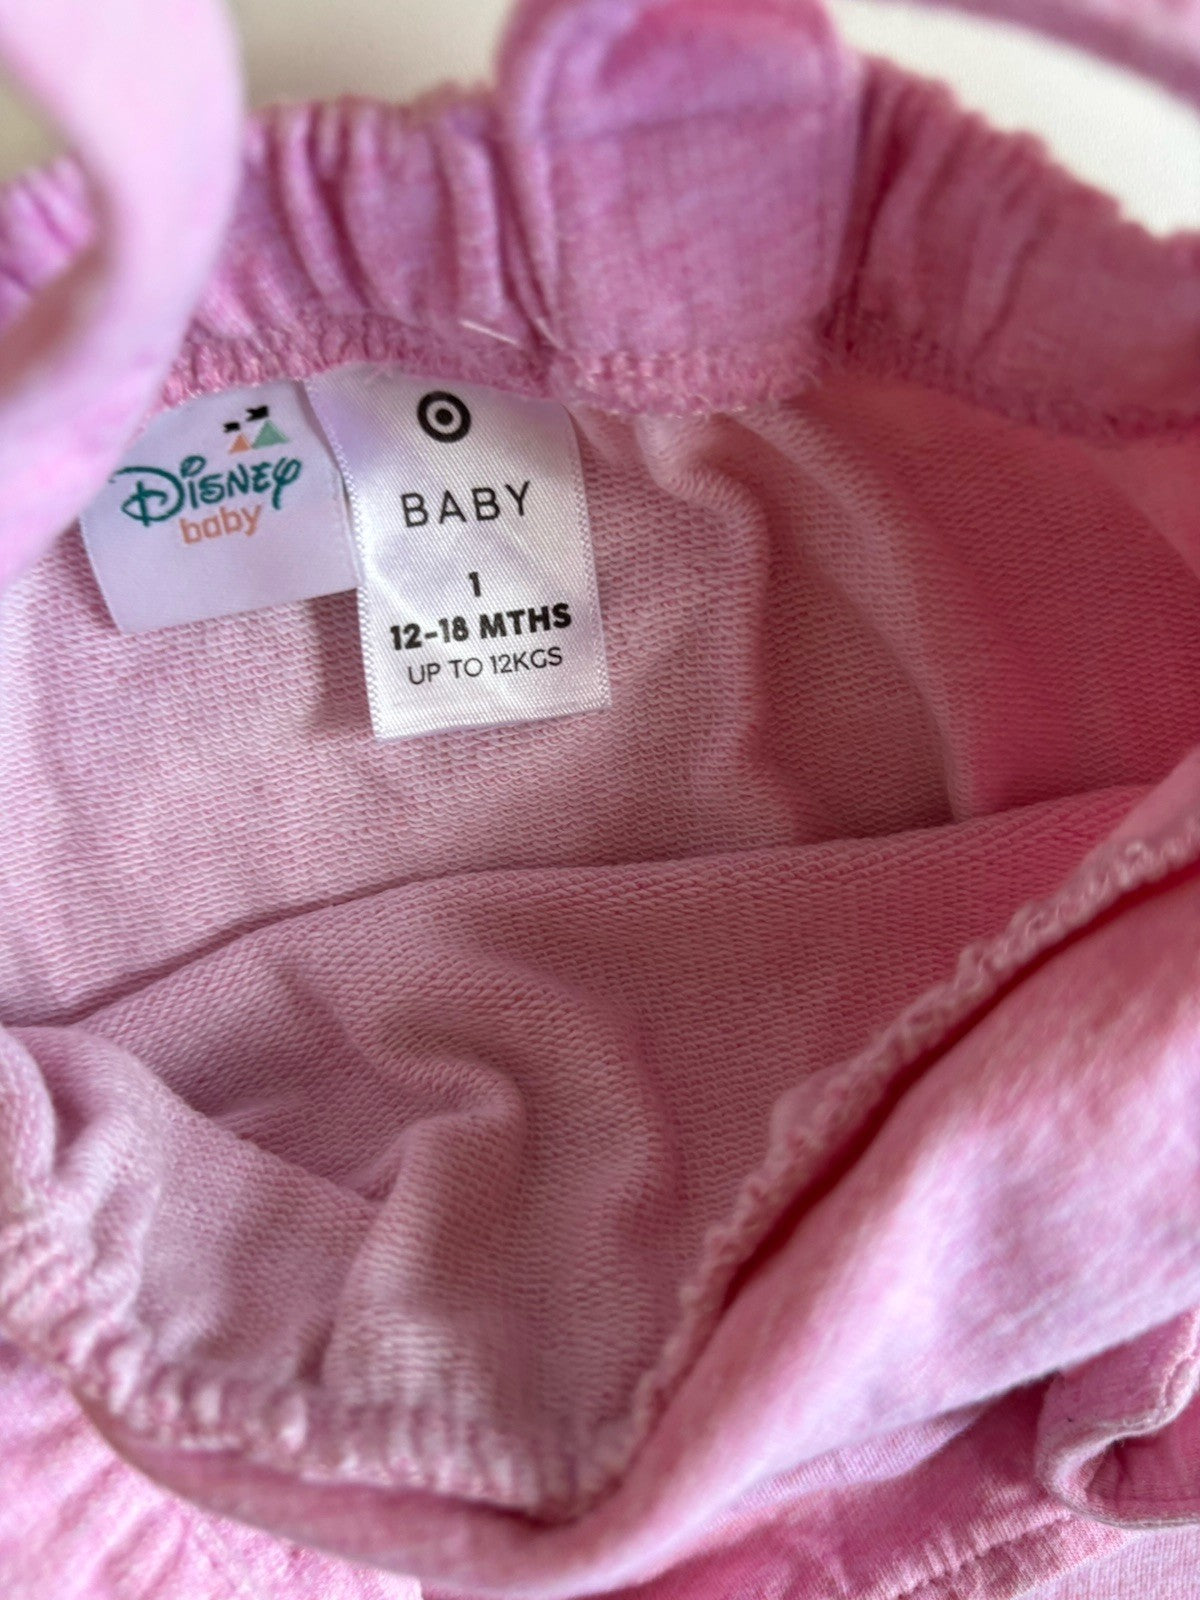 Disney
baby
BABY
1
12-18 MTHS
UP TO 12KGS